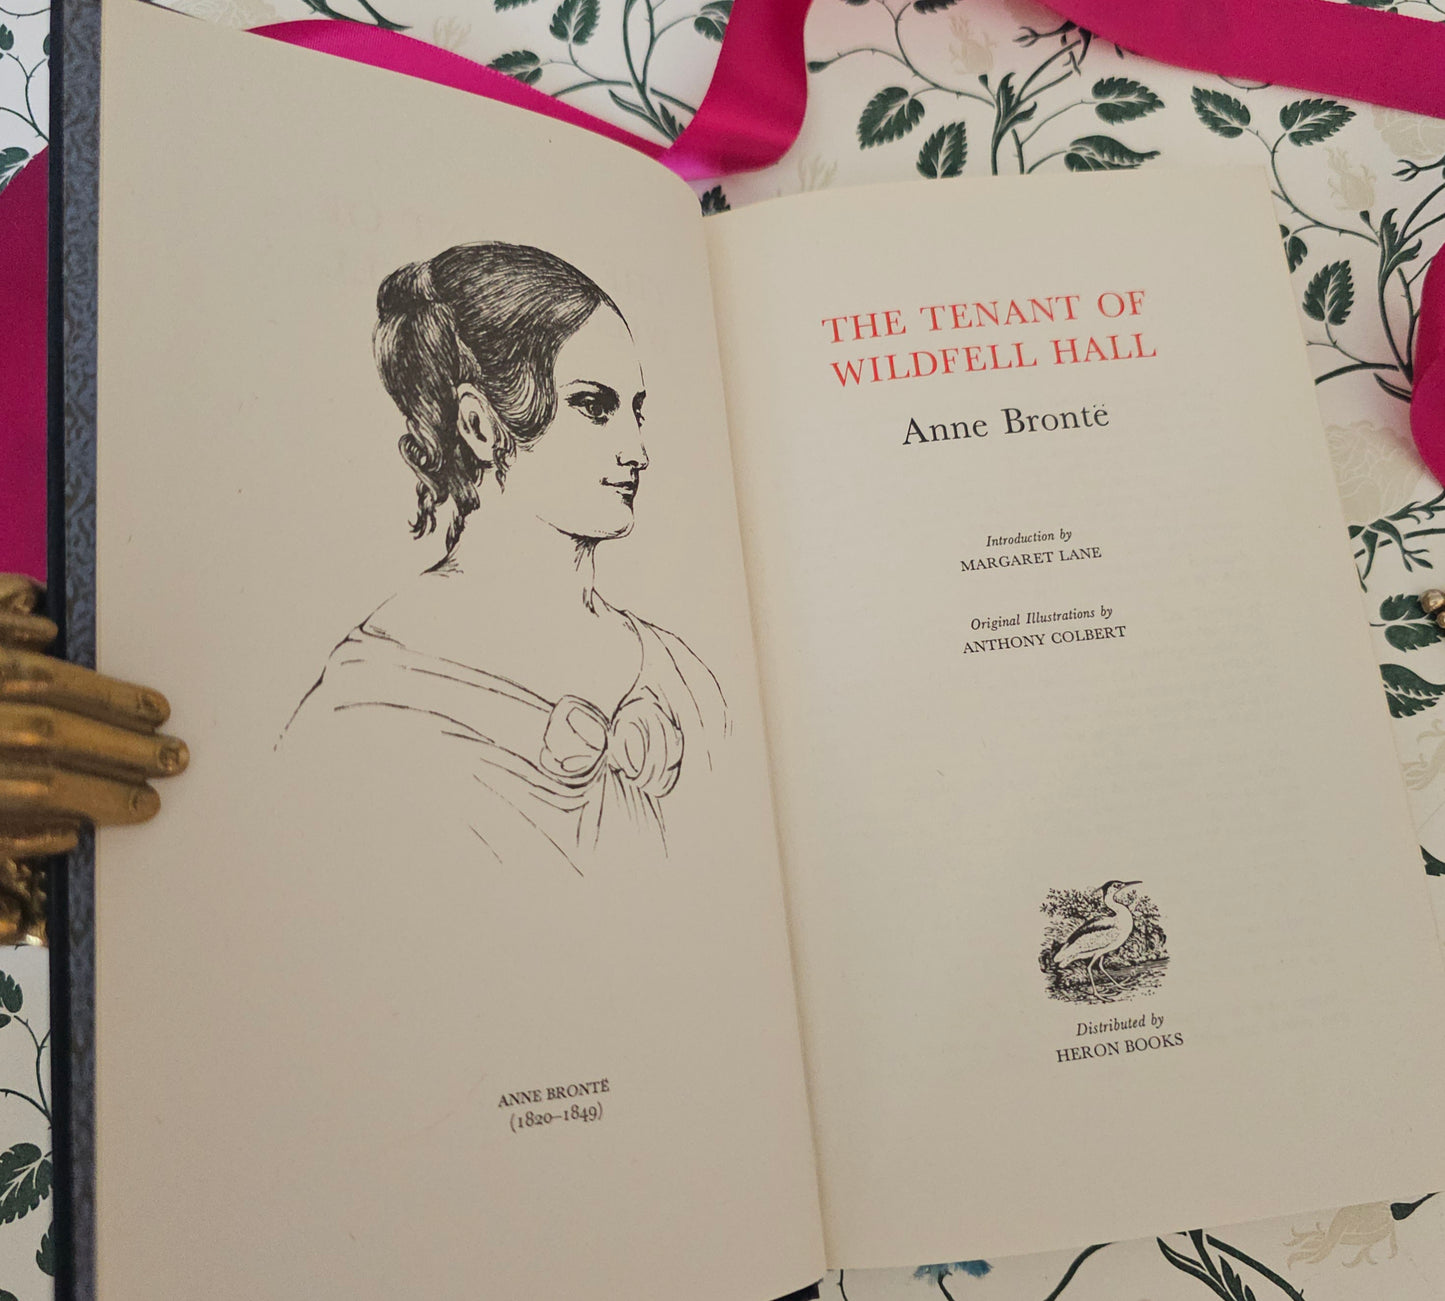 ANNE BRONTË
(1820–1849)
THE TENANT OF
WILDFELL HALL
Anne Brontë
Introduction by
MARGARET LANE
Original Illustrations by
ANTHONY COLBERT
Distributed by
HERON BOOKS